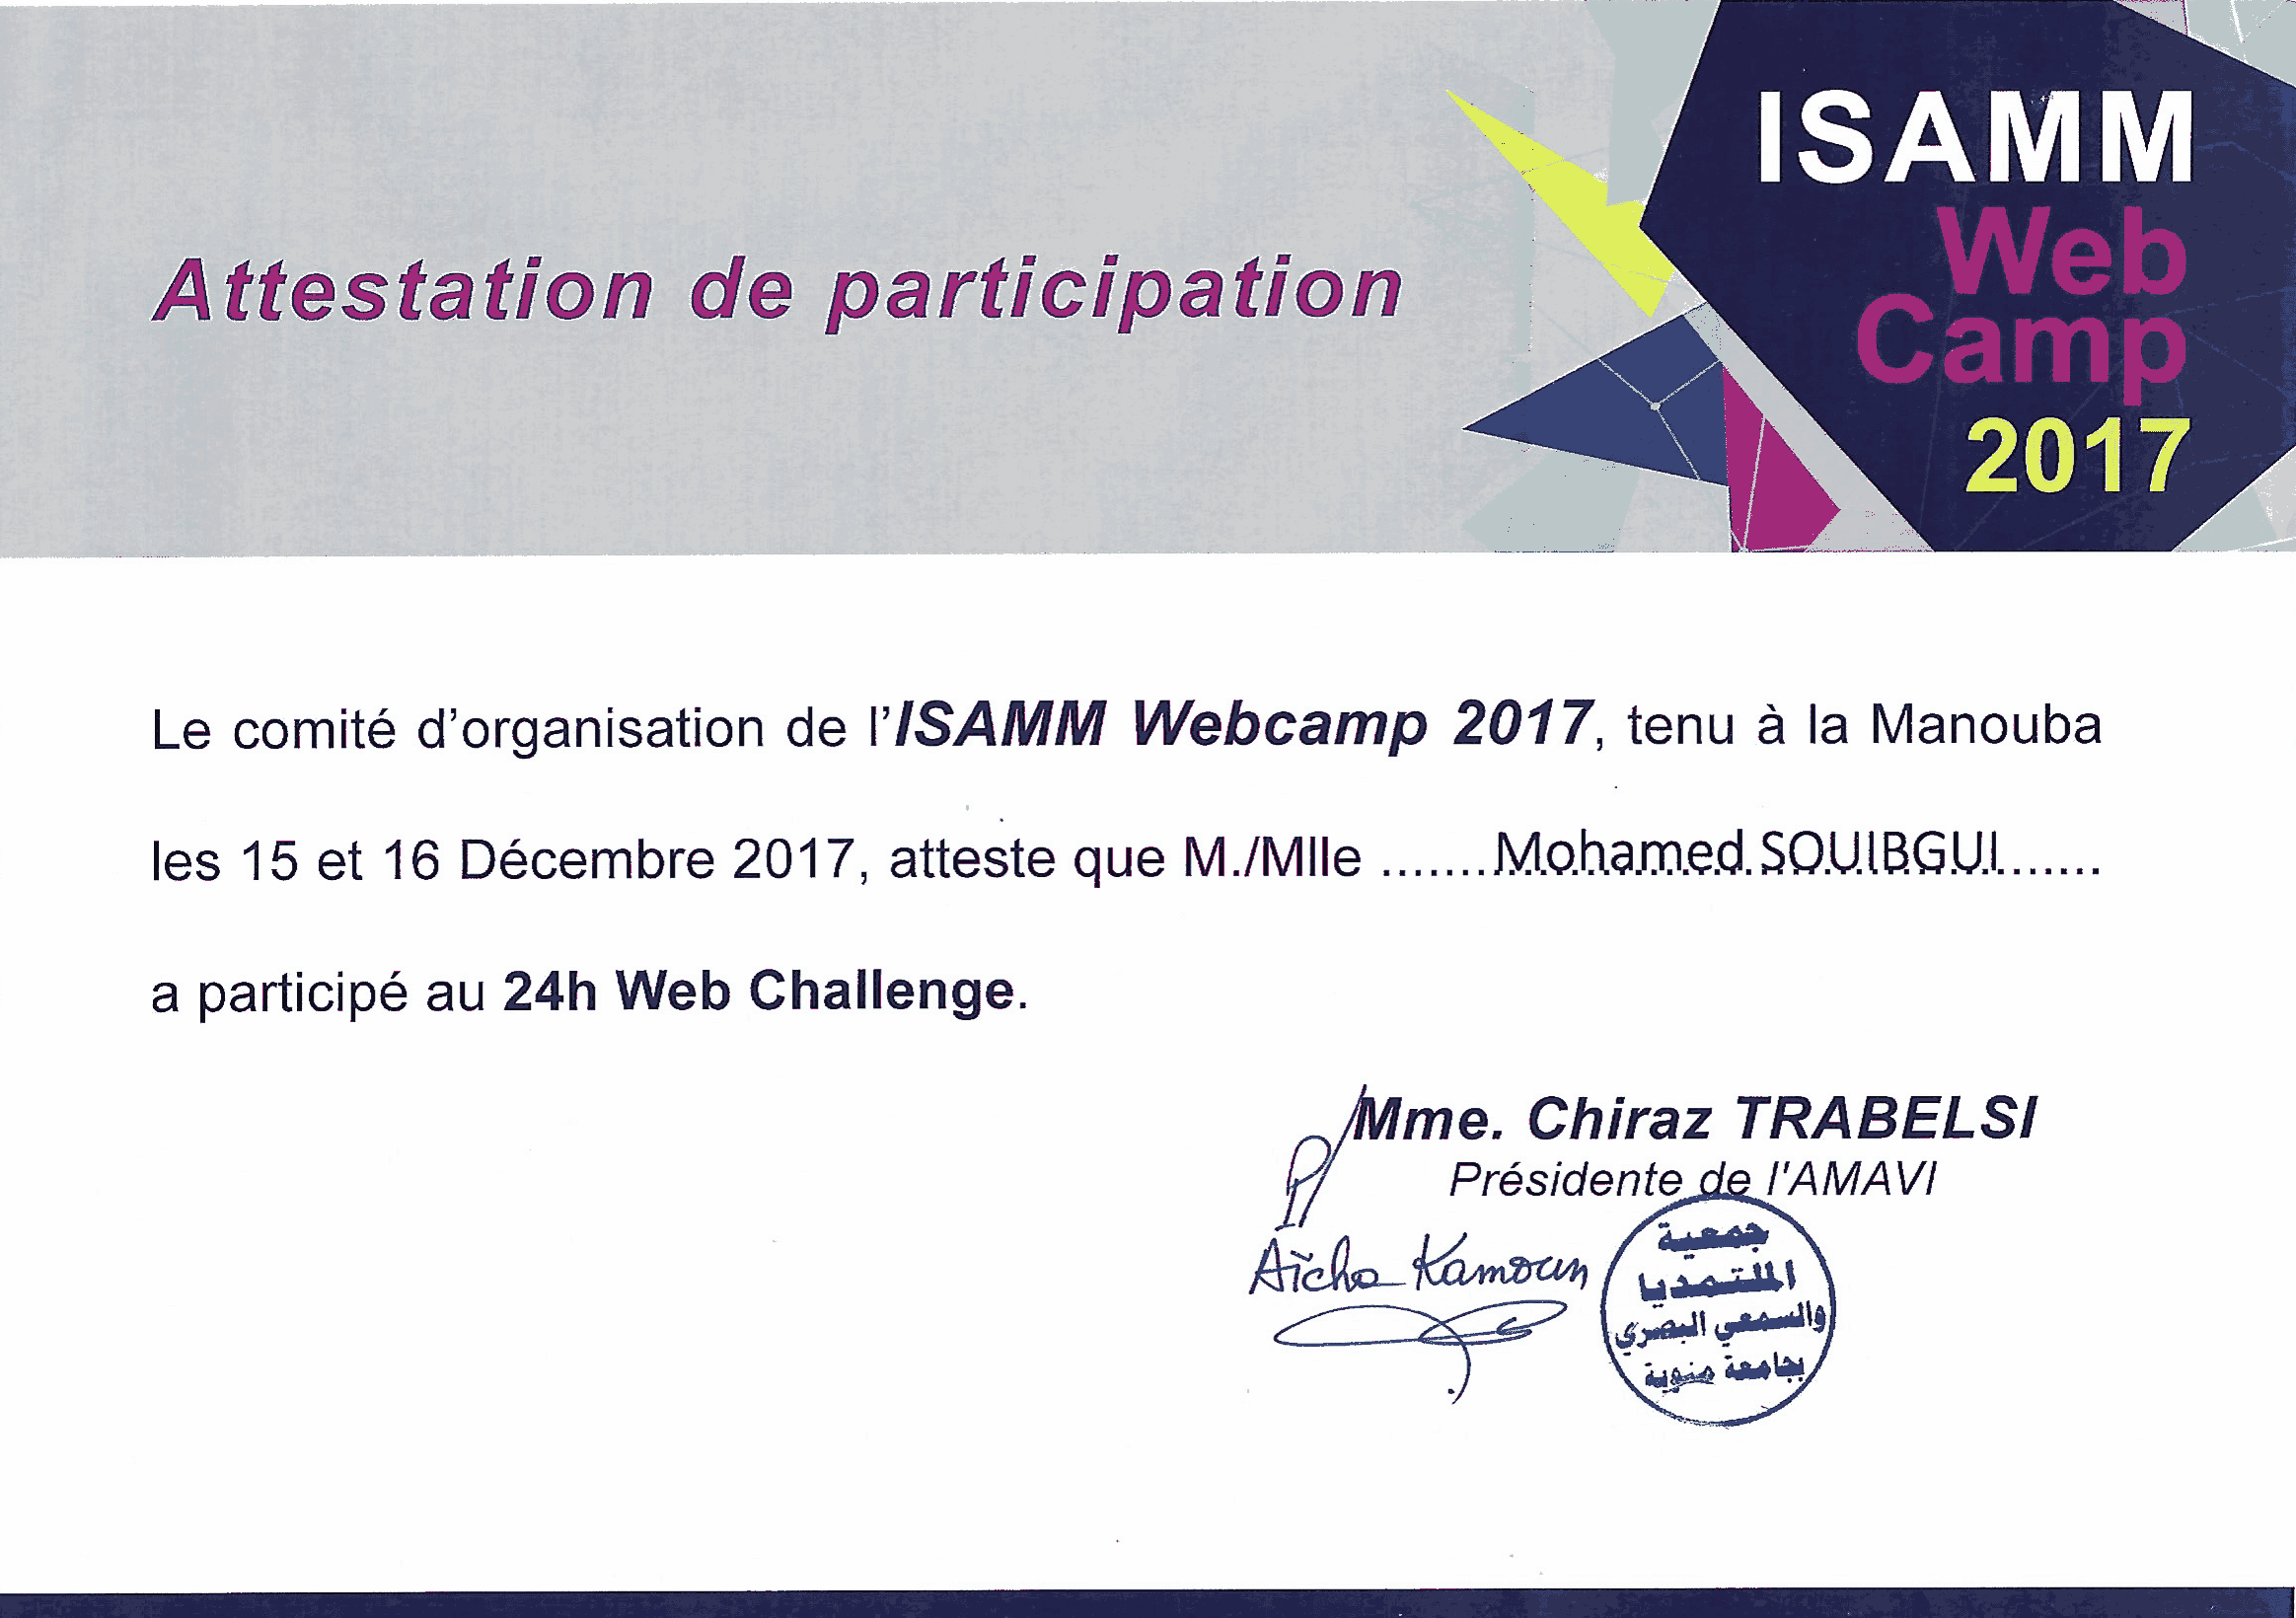 ISAMM
Web
Camp
2017
Attestation de participation
Le comité d'organisation de l'ISAMM Webcamp 2017, tenu à la Manouba
les 15 et 16 Décembre 2017, atteste que M./Mlle .......Mohamed SOUIBGUI.......
a participé au 24h Web Challenge.
Mme. Chiraz TRABELSI
P/
Présidente de l'AMAVI
Aïcha Kamoun
جمعية
الملتمديا
والسمعي البصري
بجامعة منوبة